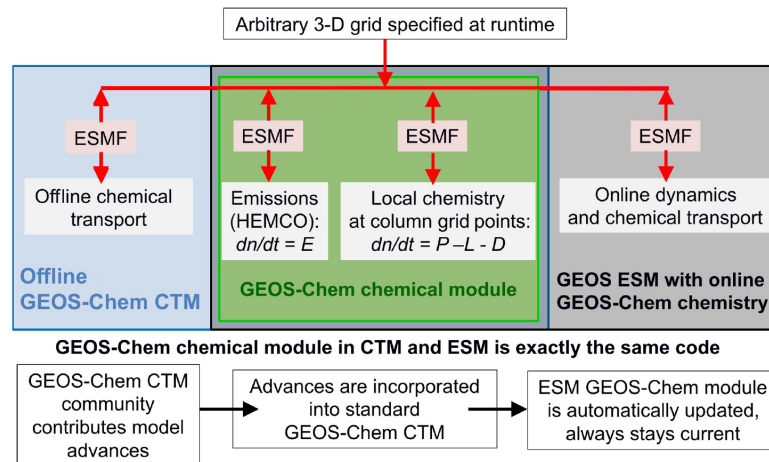 Arbitrary 3-D grid specified at runtime
ESMF
ESMF
ESMF
ESMF
Offline chemical
transport
Emissions
(HEMCO):
dn/dt = E
Local chemistry
at column grid points:
dn/dt = P –L - D
Online dynamics
and chemical transport
Offline
GEOS-Chem CTM
GEOS-Chem chemical module
GEOS ESM with online
GEOS-Chem chemistry
GEOS-Chem chemical module in CTM and ESM is exactly the same code
GEOS-Chem CTM
community
contributes model
advances
Advances are incorporated
into standard
GEOS-Chem CTM
ESM GEOS-Chem module
is automatically updated,
always stays current